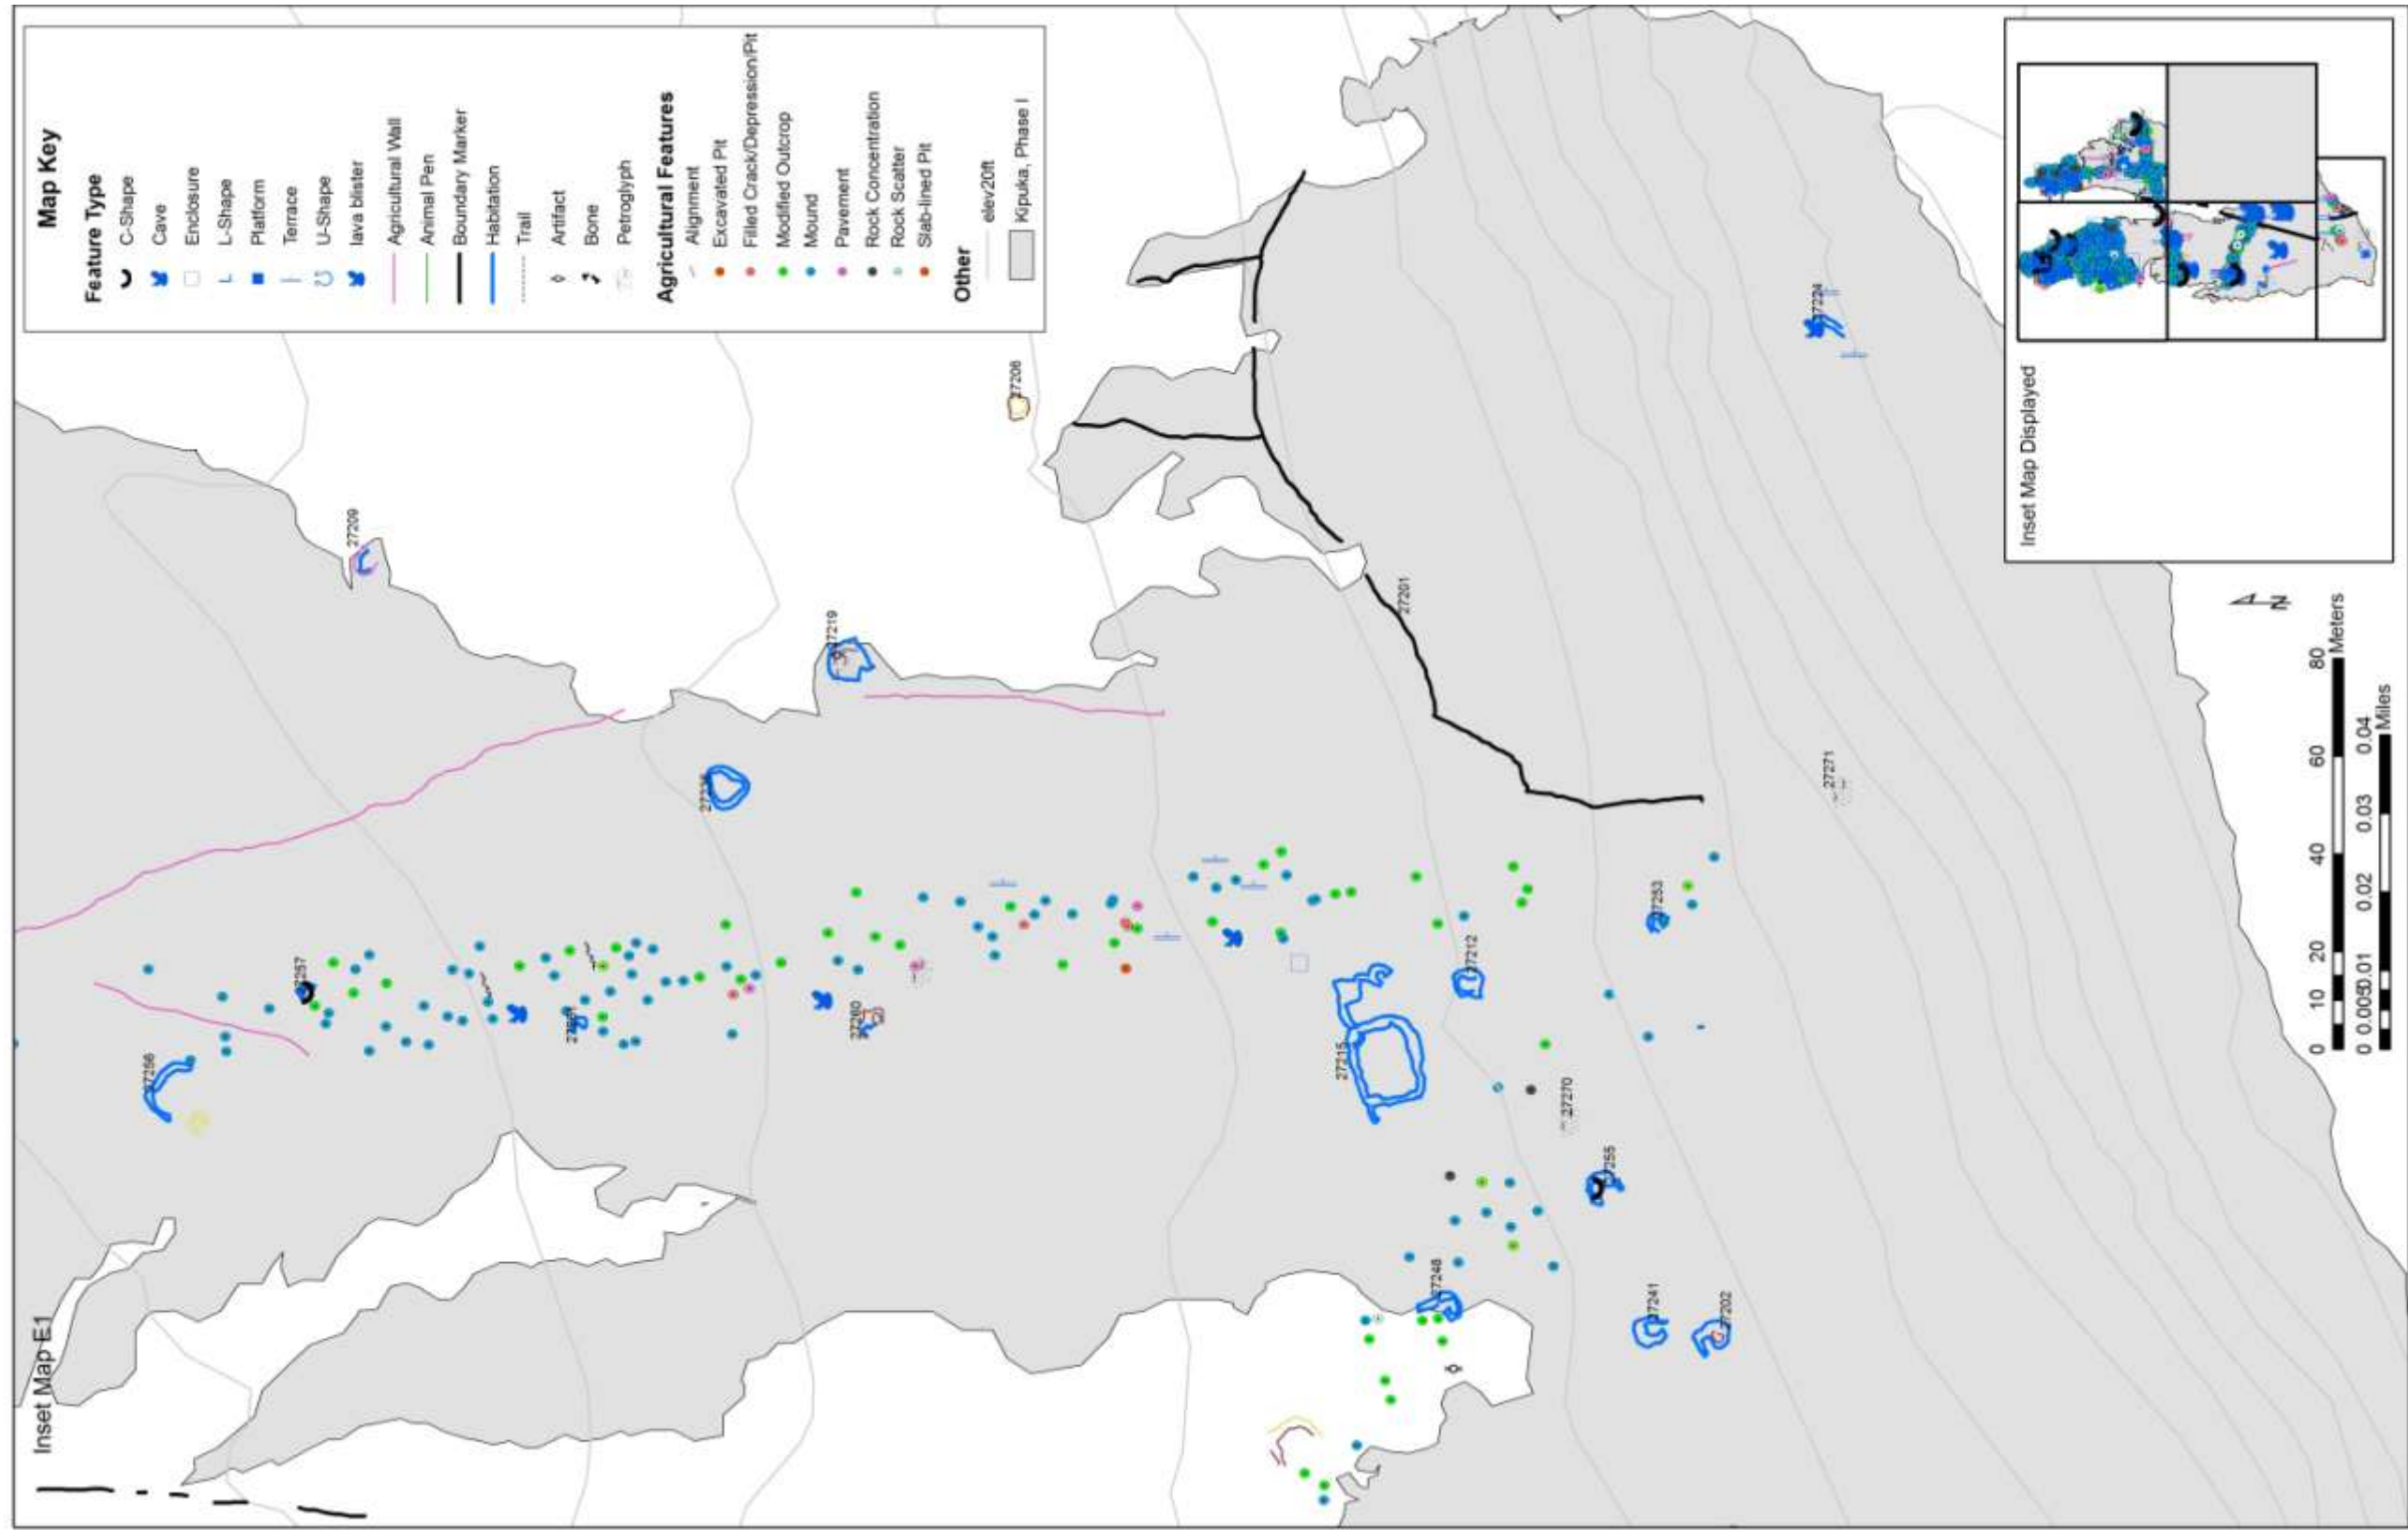 Inset Map E1
Map Key
Feature Type
C-Shape
Cave
Enclosure
L-Shape
Platform
Terrace
U-Shape
lava blister
Agricultural Wall
Animal Pen
Boundary Marker
Habitation
Trail
Artifact
Bone
Petroglyph
Agricultural Features
Alignment
Excavated Pit
Filled Crack/Depression/Pit
Modified Outcrop
Mound
Pavement
Rock Concentration
Rock Scatter
Slab-lined Pit
Other
elev20ft
Kipuka, Phase I
27209
27219
27206
27201
27224
27257
27256
27260
27215
27212
27253
27271
27270
27255
27248
27241
27202
Inset Map Displayed
N
0 10 20 40 60 80
Meters
0 0.005 0.01 0.02 0.03 0.04
Miles